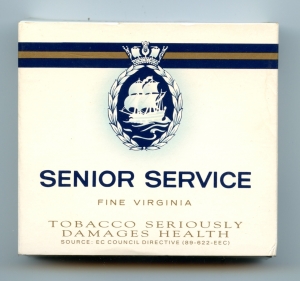 SENIOR SERVICE
FINE VIRGINIA
TOBACCO SERIOUSLY
DAMAGES HEALTH
SOURCE: EC COUNCIL DIRECTIVE (89-622-EEC)